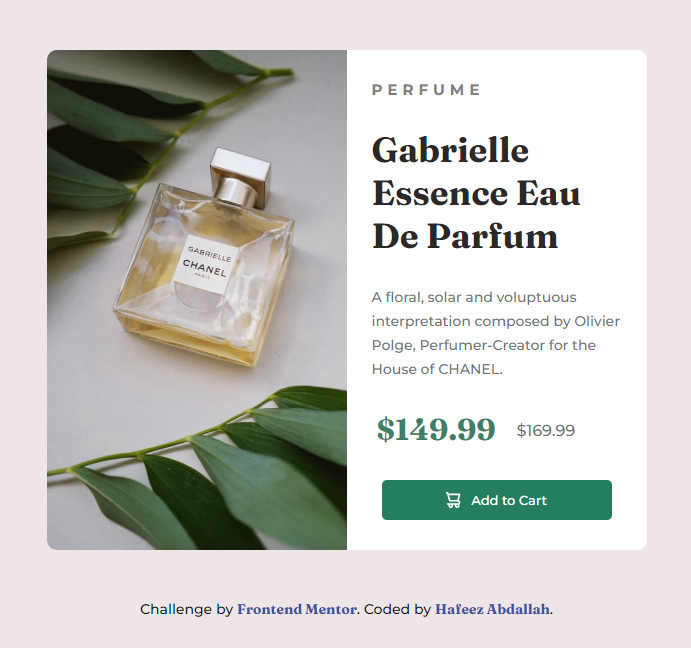 GABRIELLE
CHANEL
PARIS
PERFUME
Gabrielle
Essence Eau
De Parfum
A floral, solar and voluptuous
interpretation composed by Olivier
Polge, Perfumer-Creator for the
House of CHANEL.
$149.99 $169.99
Add to Cart
Challenge by Frontend Mentor. Coded by Hafeez Abdallah.